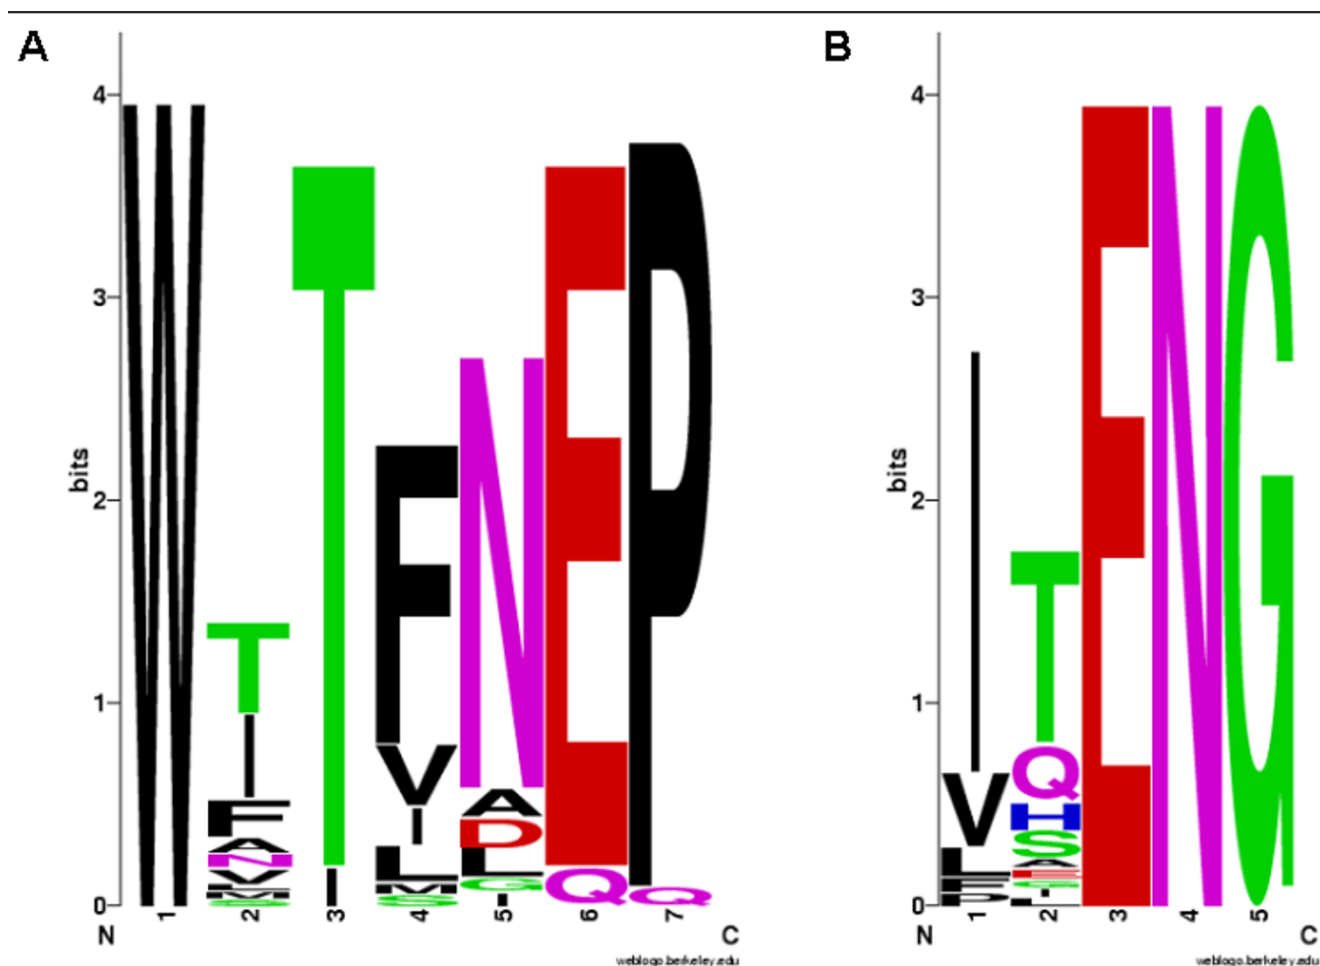 A
B
bits
4
3
2
1
0
W
T I F A N V L M S
T I
F V I L M S
N A D L G I
E Q
P Q
1 2 3 4 5 6 7
N
C
weblogo.berkeley.edu
bits
4
3
2
1
0
I V L F P
T Q H S A E
E
N
G
1 2 3 4 5
N
C
weblogo.berkeley.edu